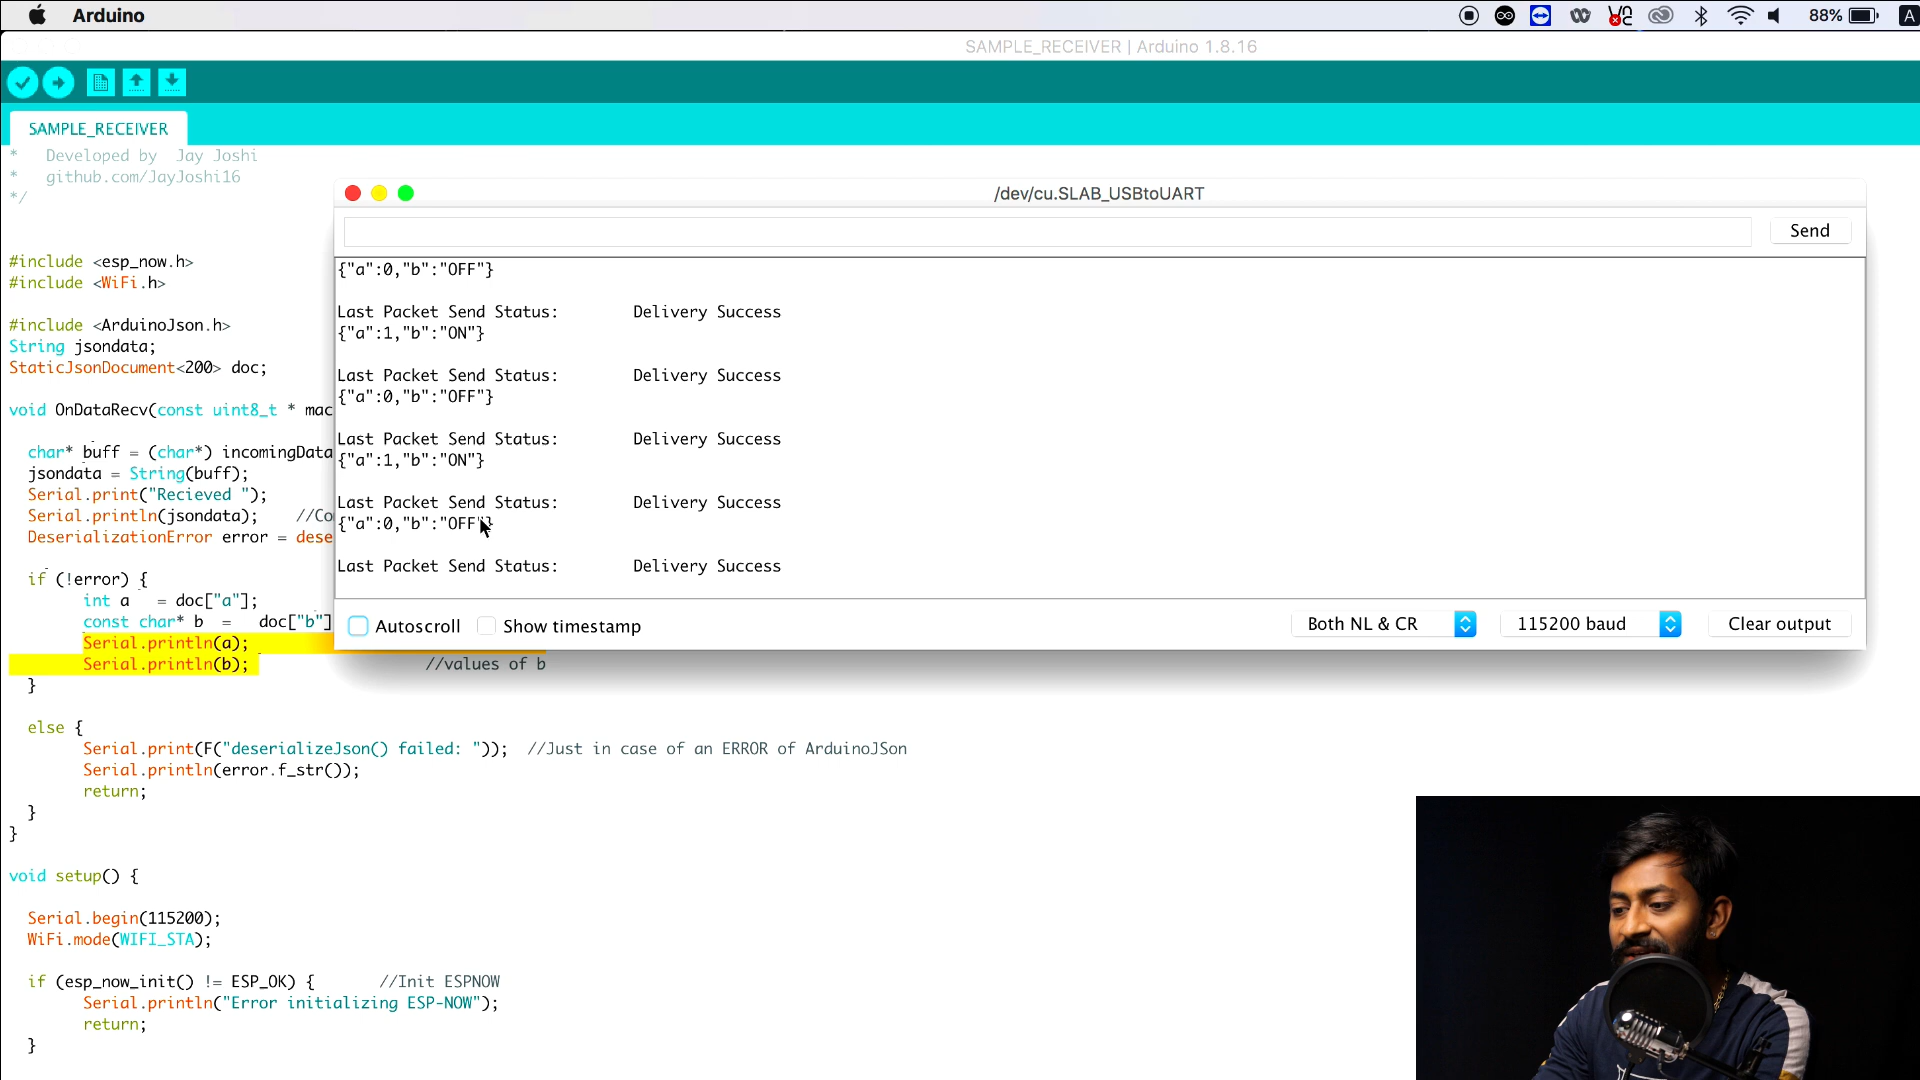 Arduino
88%
A
SAMPLE_RECEIVER | Arduino 1.8.16
SAMPLE_RECEIVER
*   Developed by  Jay Joshi
*   github.com/JayJoshi16
*/
#include <esp_now.h>
#include <WiFi.h>
#include <ArduinoJson.h>
String jsondata;
StaticJsonDocument<200> doc;
void OnDataRecv(const uint8_t * mac
char* buff = (char*) incomingData
jsondata = String(buff);
Serial.print("Recieved ");
Serial.println(jsondata);    //Co
DeserializationError error = dese
if (!error) {
int a   = doc["a"];
const char* b  =   doc["b"]
Serial.println(a);
Serial.println(b);                   //values of b
}
else {
Serial.print(F("deserializeJson() failed: "));  //Just in case of an ERROR of ArduinoJSon
Serial.println(error.f_str());
return;
}
}
void setup() {
Serial.begin(115200);
WiFi.mode(WIFI_STA);
if (esp_now_init() != ESP_OK) {       //Init ESPNOW
Serial.println("Error initializing ESP-NOW");
return;
}
/dev/cu.SLAB_USBtoUART
Send
{"a":0,"b":"OFF"}
Last Packet Send Status:        Delivery Success
{"a":1,"b":"ON"}
Last Packet Send Status:        Delivery Success
{"a":0,"b":"OFF"}
Last Packet Send Status:        Delivery Success
{"a":1,"b":"ON"}
Last Packet Send Status:        Delivery Success
{"a":0,"b":"OFF"}
Last Packet Send Status:        Delivery Success
Autoscroll
Show timestamp
Both NL & CR
115200 baud
Clear output